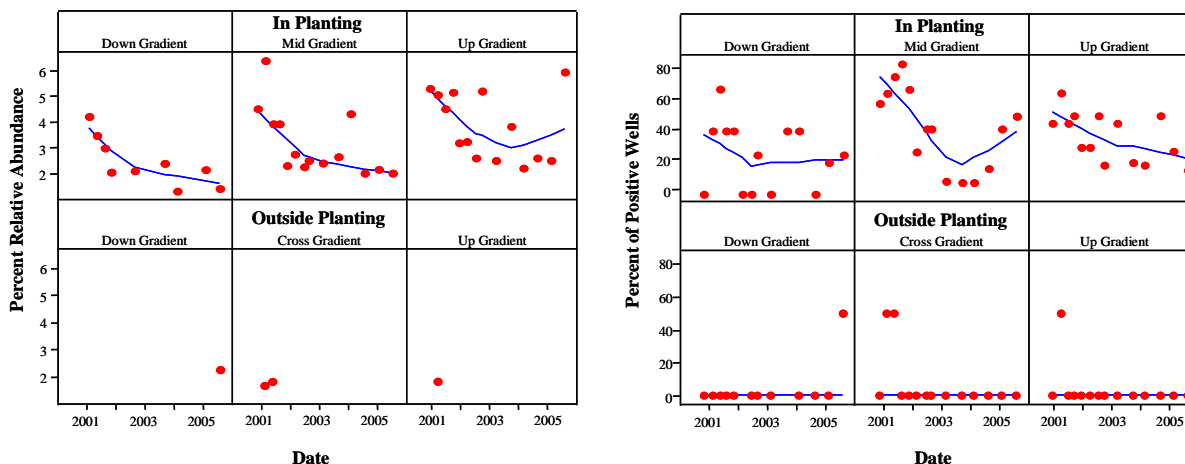 In Planting
Down Gradient Mid Gradient Up Gradient
6
5
4
3
2
Outside Planting
Down Gradient Cross Gradient Up Gradient
6
5
4
3
2
2001 2003 2005 2001 2003 2005 2001 2003 2005
Percent Relative Abundance
Date
In Planting
Down Gradient Mid Gradient Up Gradient
80
60
40
20
0
Outside Planting
Down Gradient Cross Gradient Up Gradient
80
60
40
20
0
2001 2003 2005 2001 2003 2005 2001 2003 2005
Percent of Positive Wells
Date